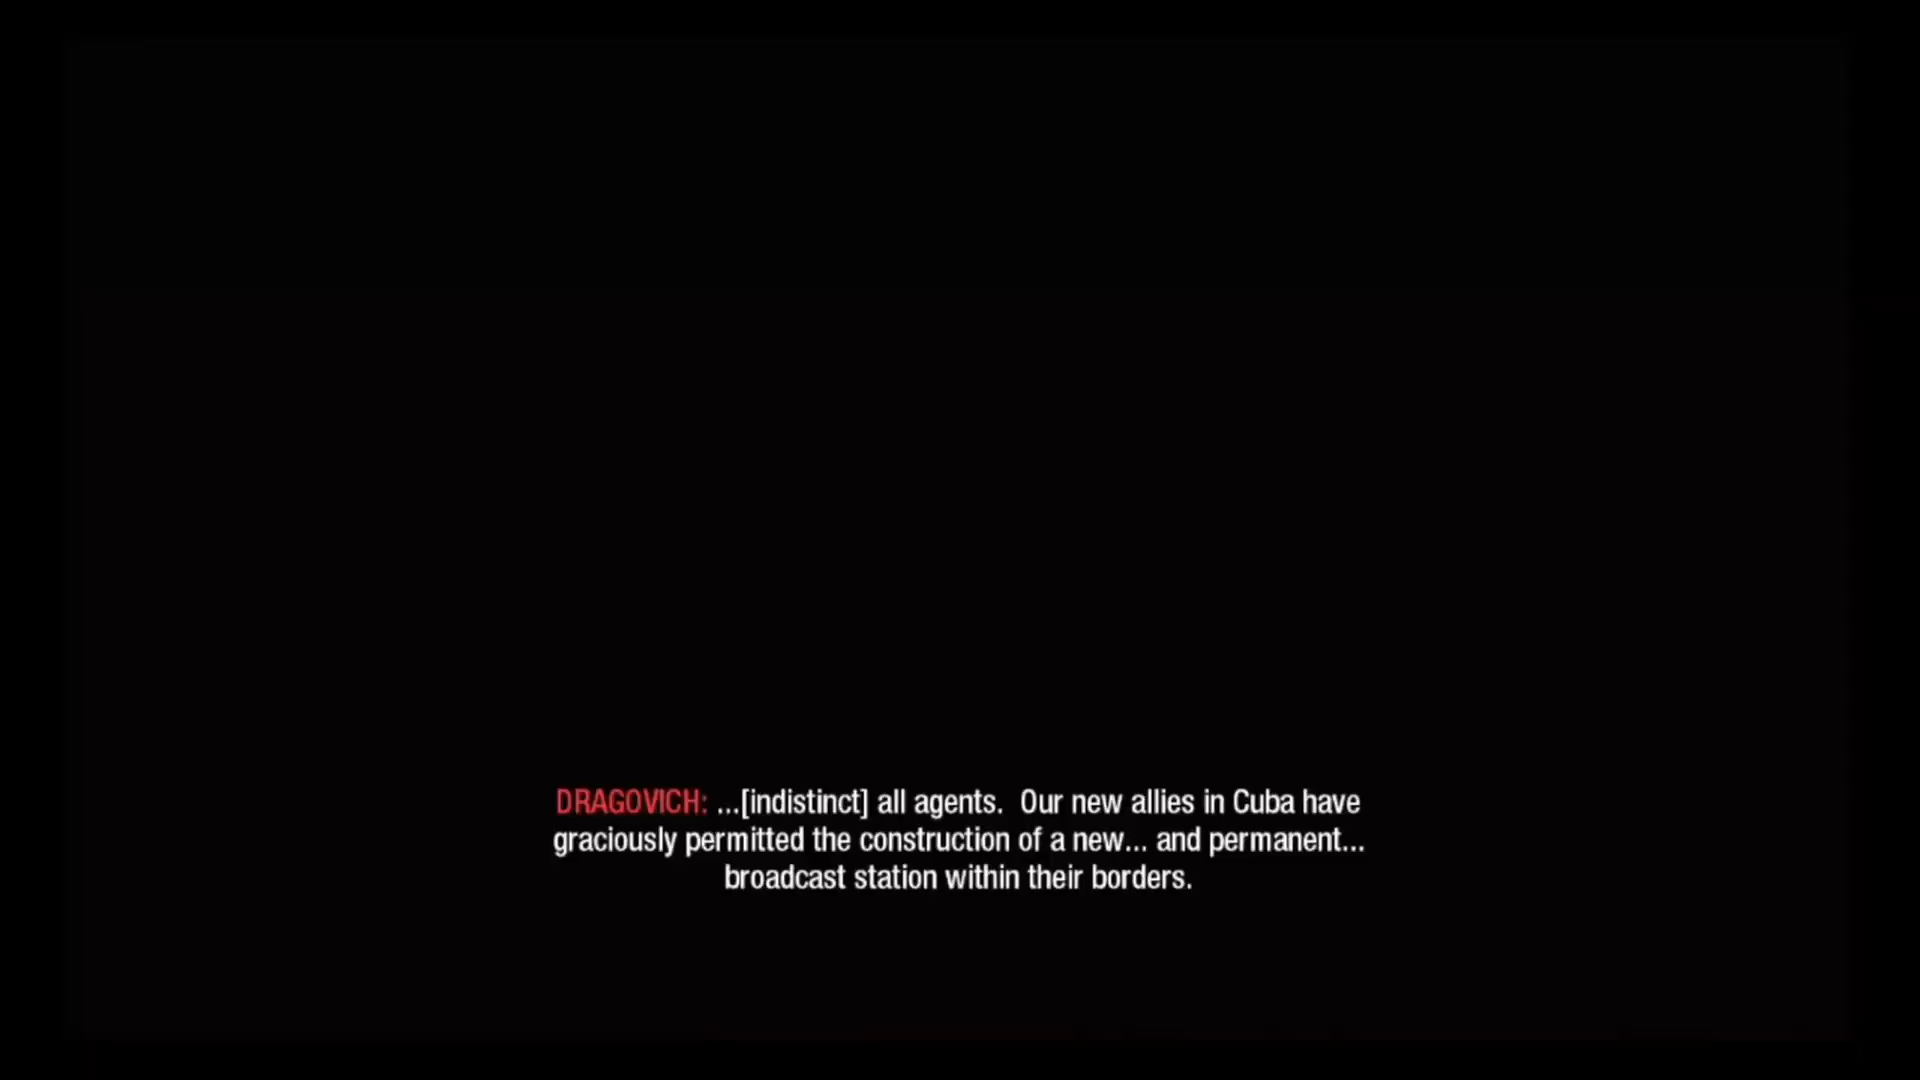 DRAGOVICH: ...[indistinct] all agents.  Our new allies in Cuba have
graciously permitted the construction of a new... and permanent...
broadcast station within their borders.